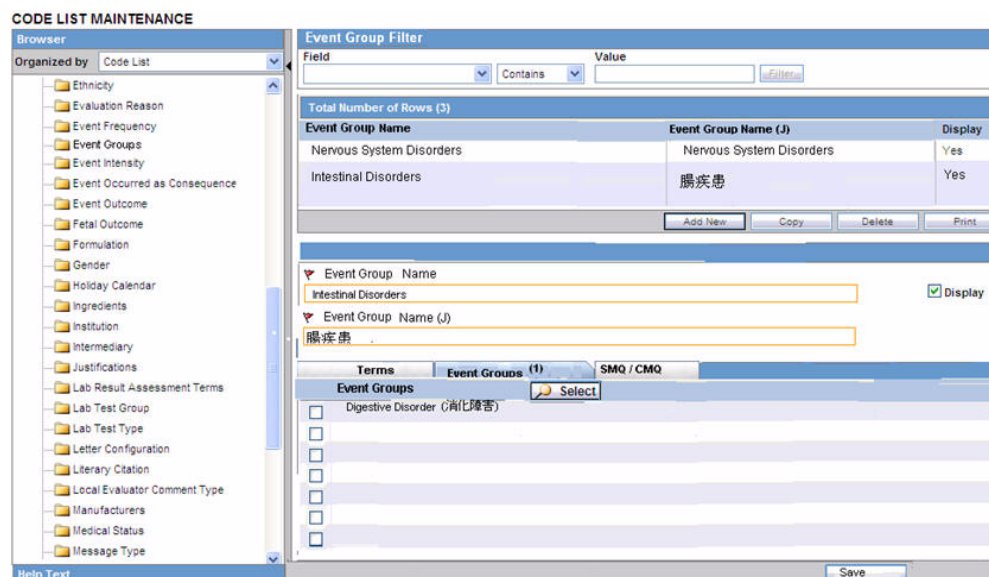 CODE LIST MAINTENANCE
Browser
Organized by Code List
Ethnicity
Evaluation Reason
Event Frequency
Event Groups
Event Intensity
Event Occurred as Consequence
Event Outcome
Fetal Outcome
Formulation
Gender
Holiday Calendar
Ingredients
Institution
Intermediary
Justifications
Lab Result Assessment Terms
Lab Test Group
Lab Test Type
Letter Configuration
Literary Citation
Local Evaluator Comment Type
Manufacturers
Medical Status
Message Type
Help Text
Event Group Filter
Field Value
Contains Filter
Total Number of Rows (3)
Event Group Name Event Group Name (J) Display
Nervous System Disorders Nervous System Disorders Yes
Intestinal Disorders 腸疾患 Yes
Add New Copy Delete Print
Event Group Name
Intestinal Disorders Display
Event Group Name (J)
腸疾患
Terms Event Groups (1) SMQ / CMQ
Event Groups Select
Digestive Disorder (消化障害)
Save